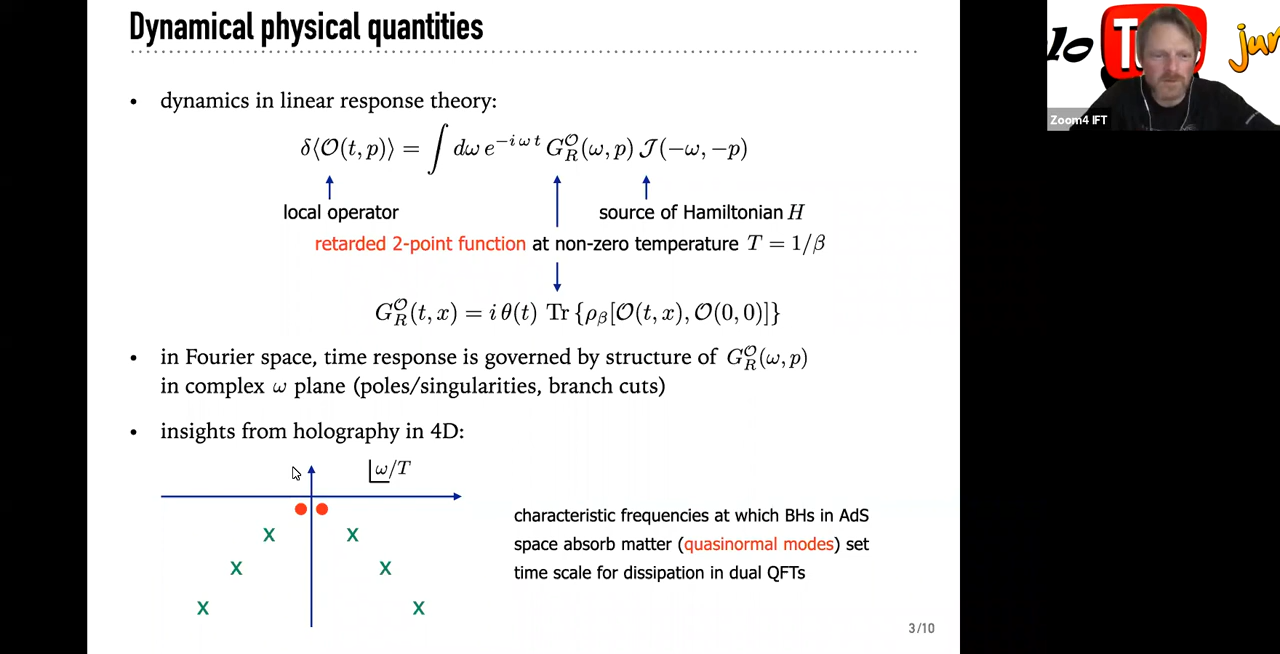 Dynamical physical quantities
• dynamics in linear response theory:
δ⟨𝒪(t, p)⟩ = ∫ dω e^{−iωt} G_R^𝒪(ω, p) 𝒥(−ω, −p)
local operator
source of Hamiltonian H
retarded 2-point function at non-zero temperature T = 1/β
G_R^𝒪(t, x) = i θ(t) Tr {ρ_β[𝒪(t, x), 𝒪(0, 0)]}
• in Fourier space, time response is governed by structure of G_R^𝒪(ω, p)
in complex ω plane (poles/singularities, branch cuts)
• insights from holography in 4D:
ω/T
x x
x x
x x
characteristic frequencies at which BHs in AdS
space absorb matter (quasinormal modes) set
time scale for dissipation in dual QFTs
3/10
lo
jun
Zoom4 IFT